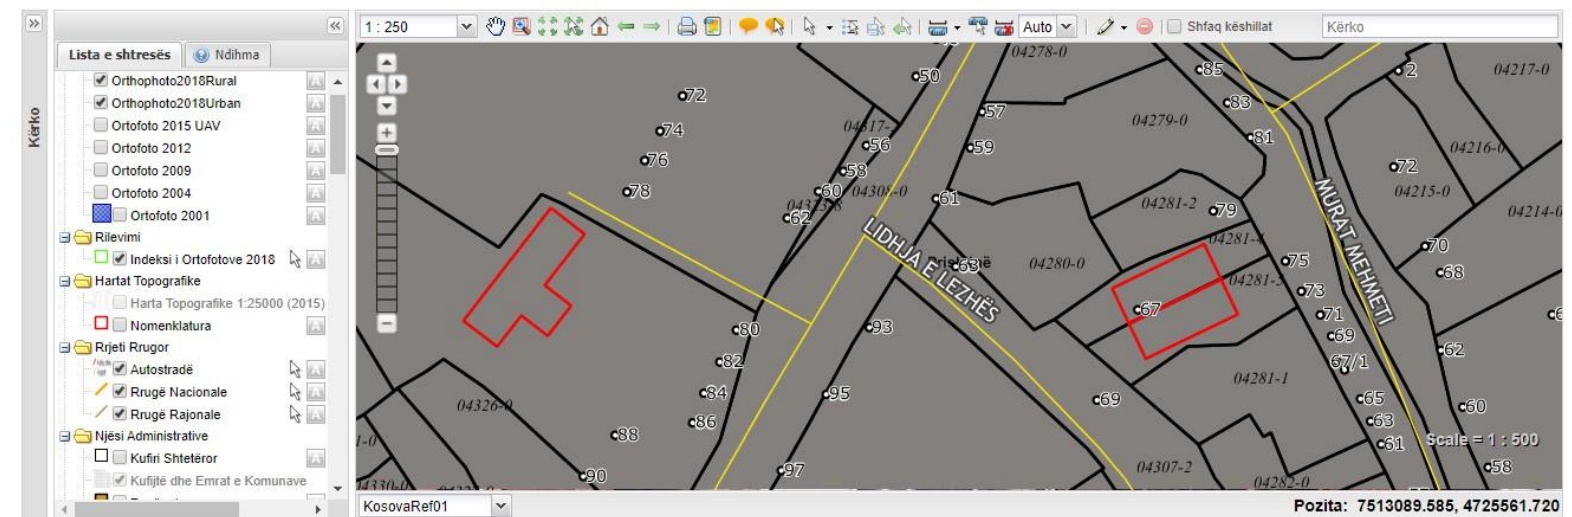 Kërko
Lista e shtresës
Ndihma
Orthophoto2018Rural
Orthophoto2018Urban
Ortofoto 2015 UAV
Ortofoto 2012
Ortofoto 2009
Ortofoto 2004
Ortofoto 2001
Rilevimi
Indeksi i Ortofotove 2018
Hartat Topografike
Harta Topografike 1:25000 (2015)
Nomenklatura
Rrjeti Rrugor
Autostradë
Rrugë Nacionale
Rrugë Rajonale
Njësi Administrative
Kufiri Shtetëror
Kufijtë dhe Emrat e Komunave
1 : 250
Auto
Shfaq këshillat
Kërko
04278-0
50
72
57
85
2
04217-0
83
04279-0
74
56
59
81
04216-0
76
58
72
78
60
04308-0
61
04281-2
79
04215-0
62
04214-0
LIDHJA E LEZHËS
MURAT MEHMETI
04281-4
70
63
04280-0
75
68
04281-3
73
67
71
80
93
69
62
82
67/1
04281-1
84
95
69
65
60
04326-0
86
63
88
61
Scale = 1 : 500
90
97
04307-2
58
04330-0
04282-0
KosovaRef01
Pozita: 7513089.585, 4725561.720